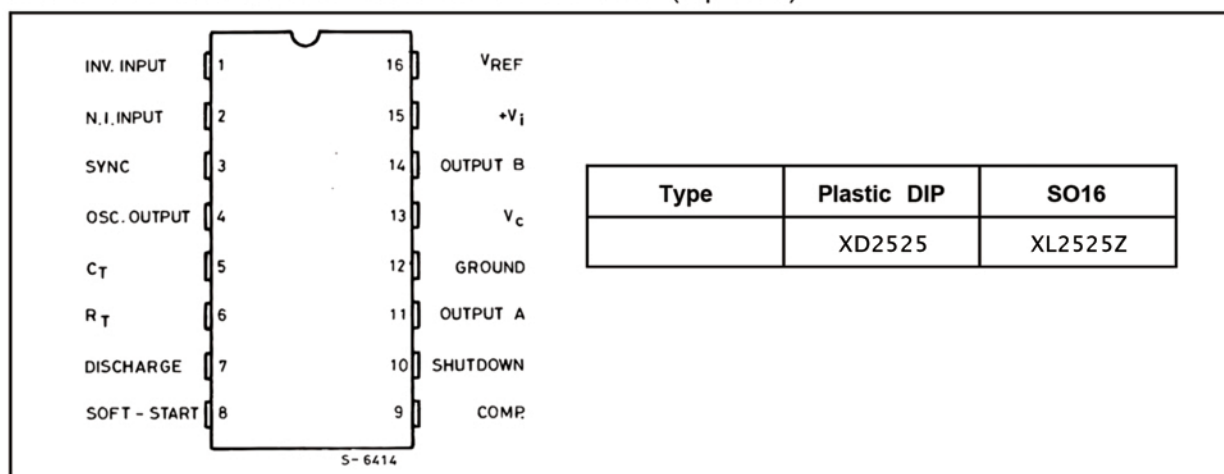 INV. INPUT 1 16 VREF
N.I.INPUT 2 15 +Vi
SYNC 3 14 OUTPUT B
OSC. OUTPUT 4 13 Vc
CT 5 12 GROUND
RT 6 11 OUTPUT A
DISCHARGE 7 10 SHUTDOWN
SOFT - START 8 9 COMP.
S-6414
Type Plastic DIP SO16
XD2525 XL2525Z